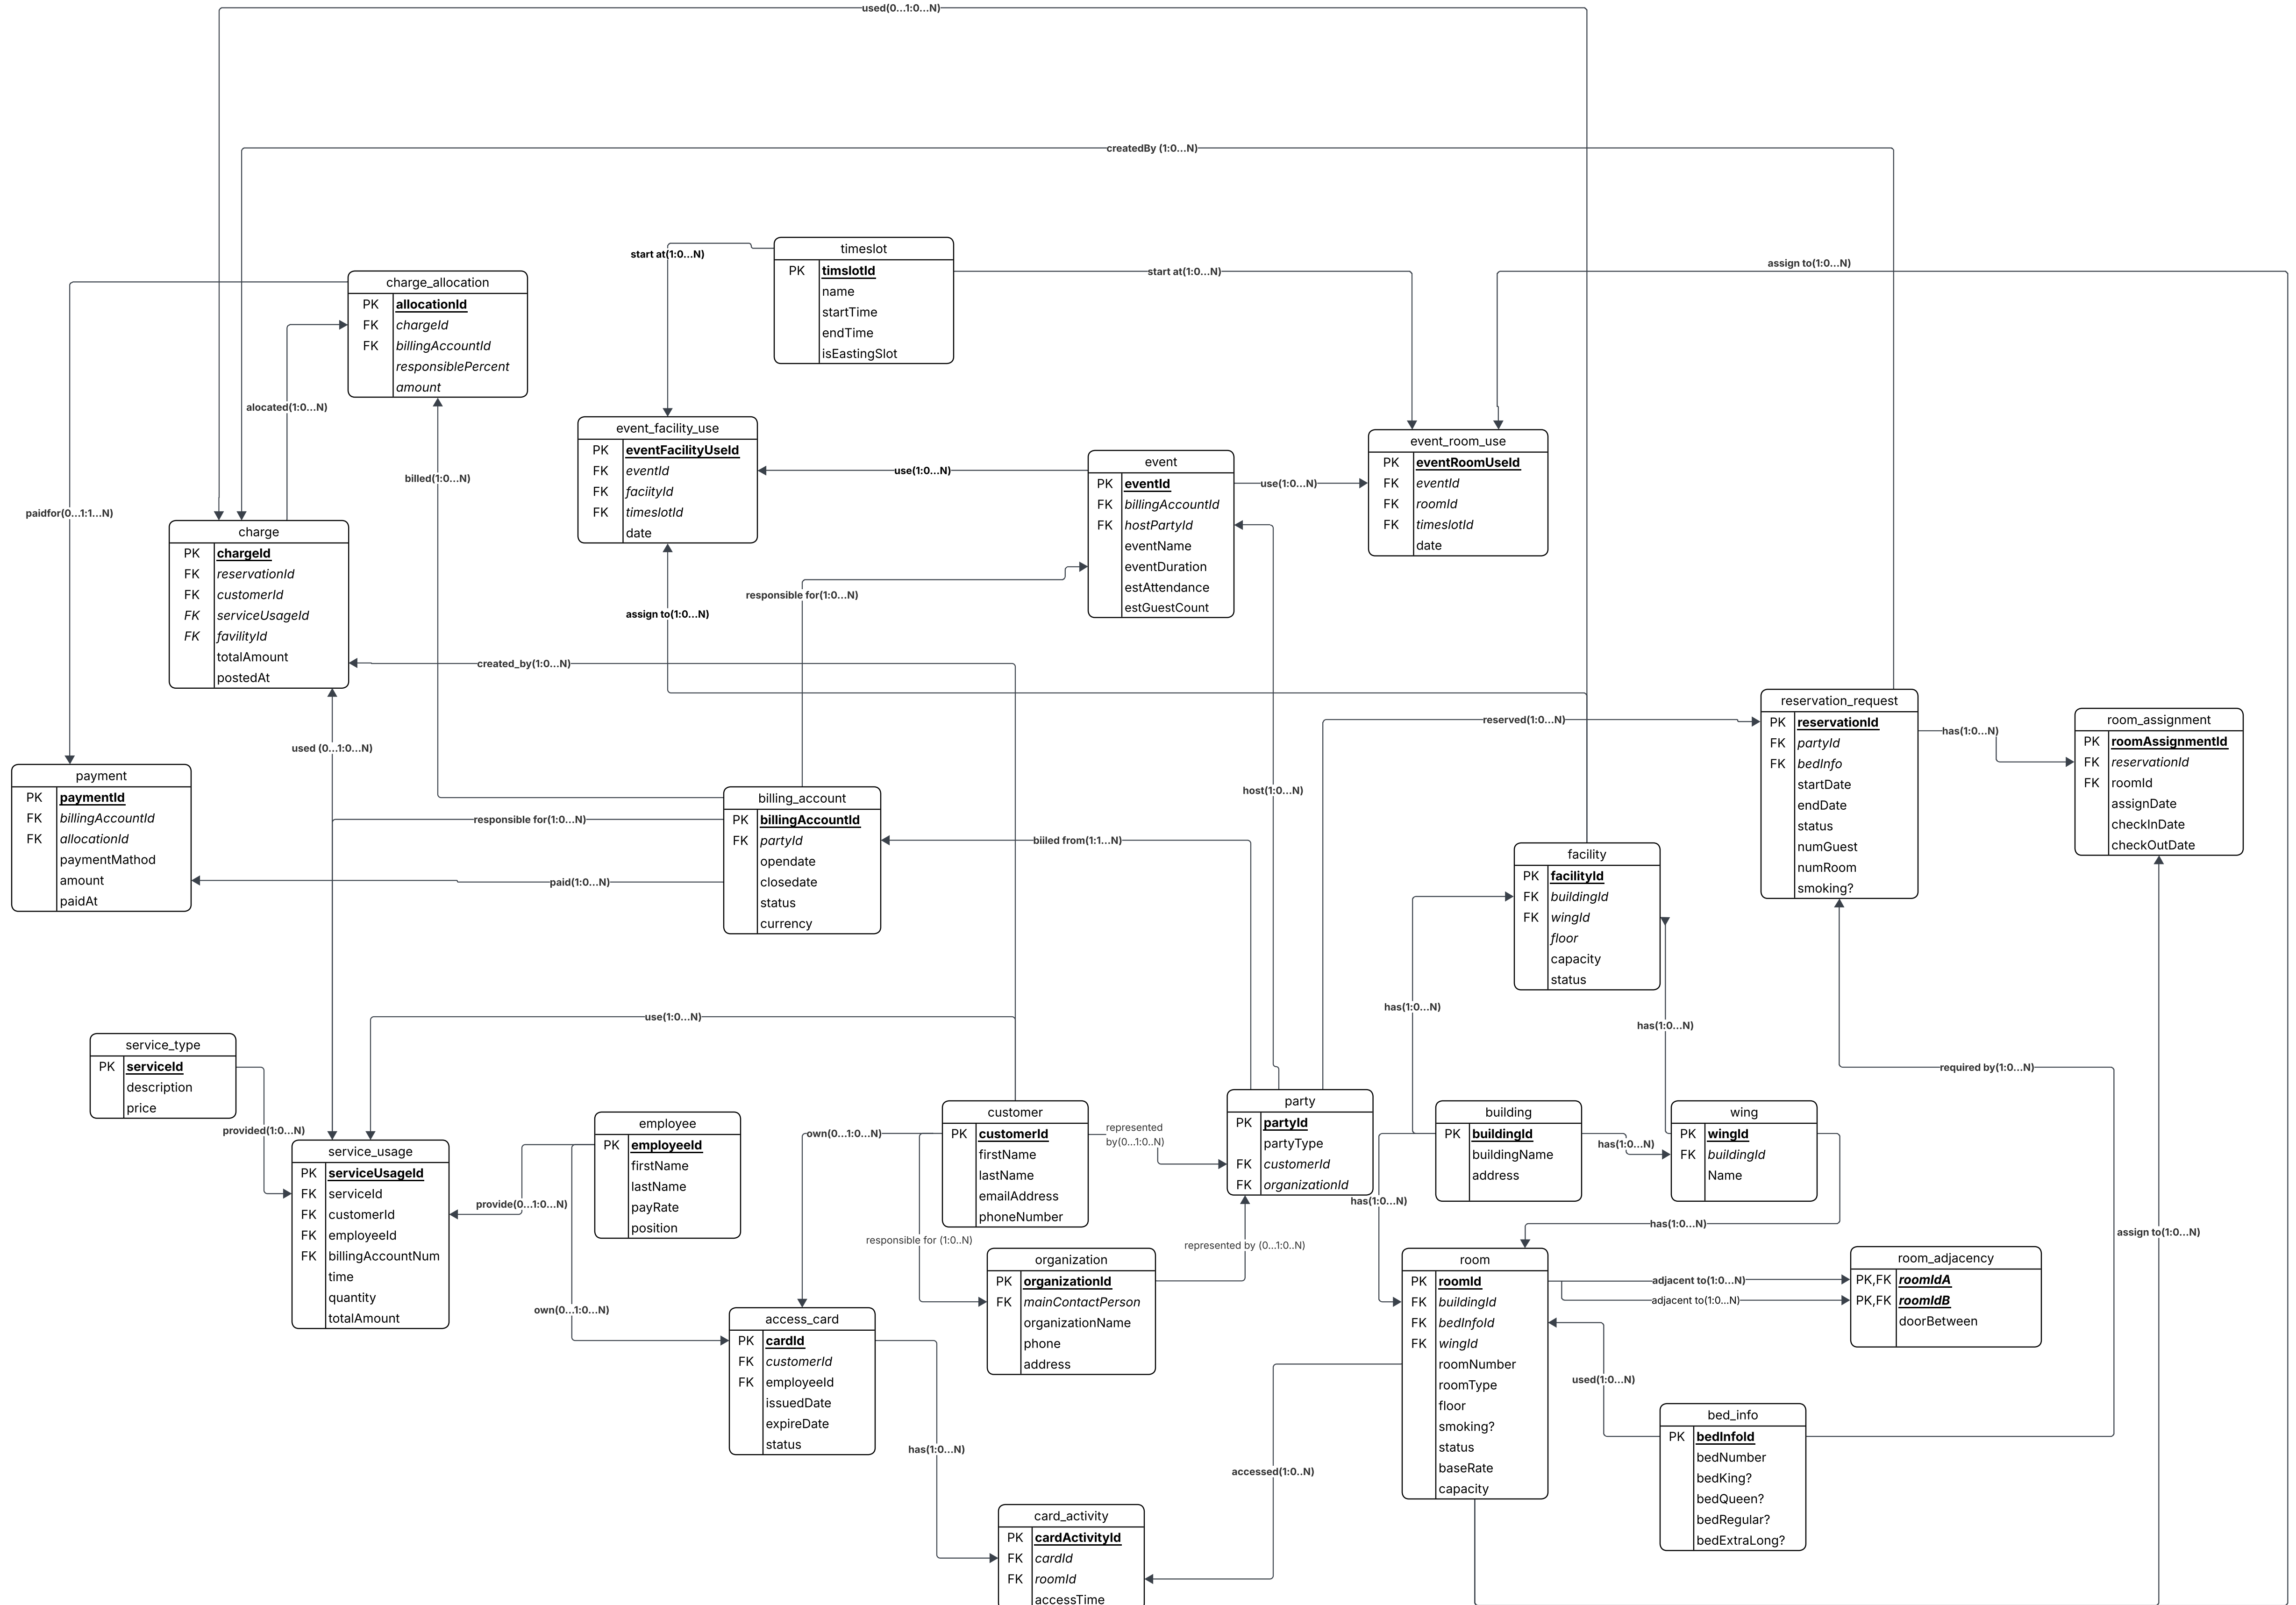 used(0...1:0...N)
createdBy (1:0...N)
timeslot
PK timslotId
name
startTime
endTime
isEastingSlot
start at(1:0...N)
start at(1:0...N)
assign to(1:0...N)
charge_allocation
PK allocationId
FK chargeId
FK billingAccountId
responsiblePercent
amount
alocated(1:0...N)
billed(1:0...N)
paidfor(0...1:1...N)
event_facility_use
PK eventFacilityUseId
FK eventId
FK faciityId
FK timeslotId
date
use(1:0...N)
event
PK eventId
FK billingAccountId
FK hostPartyId
eventName
eventDuration
estAttendance
estGuestCount
use(1:0...N)
event_room_use
PK eventRoomUseId
FK eventId
FK roomId
FK timeslotId
date
charge
PK chargeId
FK reservationId
FK customerId
FK serviceUsageId
FK favilityId
totalAmount
postedAt
responsible for(1:0...N)
assign to(1:0...N)
created_by(1:0...N)
used (0...1:0...N)
reserved(1:0...N)
reservation_request
PK reservationId
FK partyId
FK bedInfo
startDate
endDate
status
numGuest
numRoom
smoking?
has(1:0...N)
room_assignment
PK roomAssignmentId
FK reservationId
FK roomId
assignDate
checkInDate
checkOutDate
payment
PK paymentId
FK billingAccountId
FK allocationId
paymentMathod
amount
paidAt
billing_account
PK billingAccountId
FK partyId
opendate
closedate
status
currency
responsible for(1:0...N)
paid(1:0...N)
host(1:0...N)
biiled from(1:1...N)
facility
PK facilityId
FK buildingId
FK wingId
floor
capacity
status
has(1:0...N)
has(1:0...N)
use(1:0...N)
required by(1:0...N)
service_type
PK serviceId
description
price
provided(1:0...N)
service_usage
PK serviceUsageId
FK serviceId
FK customerId
FK employeeId
FK billingAccountNum
time
quantity
totalAmount
employee
PK employeeId
firstName
lastName
payRate
position
provide(0...1:0...N)
own(0...1:0...N)
own(0...1:0...N)
customer
PK customerId
firstName
lastName
emailAddress
phoneNumber
represented
by(0...1:0..N)
party
PK partyId
partyType
FK customerId
FK organizationId
building
PK buildingId
buildingName
address
has(1:0...N)
wing
PK wingId
FK buildingId
Name
has(1:0...N)
has(1:0...N)
assign to(1:0...N)
responsible for (1:0..N)
represented by (0...1:0..N)
organization
PK organizationId
FK mainContactPerson
organizationName
phone
address
access_card
PK cardId
FK customerId
FK employeeId
issuedDate
expireDate
status
has(1:0...N)
room
PK roomId
FK buildingId
FK bedInfoId
FK wingId
roomNumber
roomType
floor
smoking?
status
baseRate
capacity
adjacent to(1:0...N)
adjacent to(1:0...N)
room_adjacency
PK,FK roomIdA
PK,FK roomIdB
doorBetween
used(1:0...N)
bed_info
PK bedInfoId
bedNumber
bedKing?
bedQueen?
bedRegular?
bedExtraLong?
accessed(1:0..N)
card_activity
PK cardActivityId
FK cardId
FK roomId
accessTime